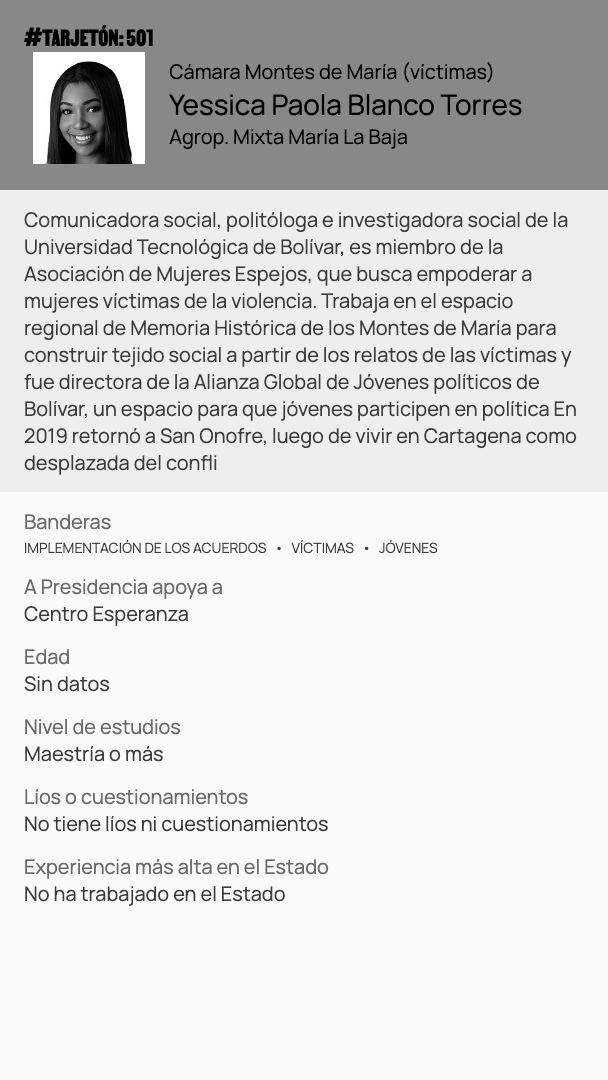 #TARJETÓN: 501
Cámara Montes de María (víctimas)
Yessica Paola Blanco Torres
Agrop. Mixta María La Baja
Comunicadora social, politóloga e investigadora social de la
Universidad Tecnológica de Bolívar, es miembro de la
Asociación de Mujeres Espejos, que busca empoderar a
mujeres víctimas de la violencia. Trabaja en el espacio
regional de Memoria Histórica de los Montes de María para
construir tejido social a partir de los relatos de las víctimas y
fue directora de la Alianza Global de Jóvenes políticos de
Bolívar, un espacio para que jóvenes participen en política En
2019 retornó a San Onofre, luego de vivir en Cartagena como
desplazada del confli
Banderas
IMPLEMENTACIÓN DE LOS ACUERDOS • VÍCTIMAS • JÓVENES
A Presidencia apoya a
Centro Esperanza
Edad
Sin datos
Nivel de estudios
Maestría o más
Líos o cuestionamientos
No tiene líos ni cuestionamientos
Experiencia más alta en el Estado
No ha trabajado en el Estado